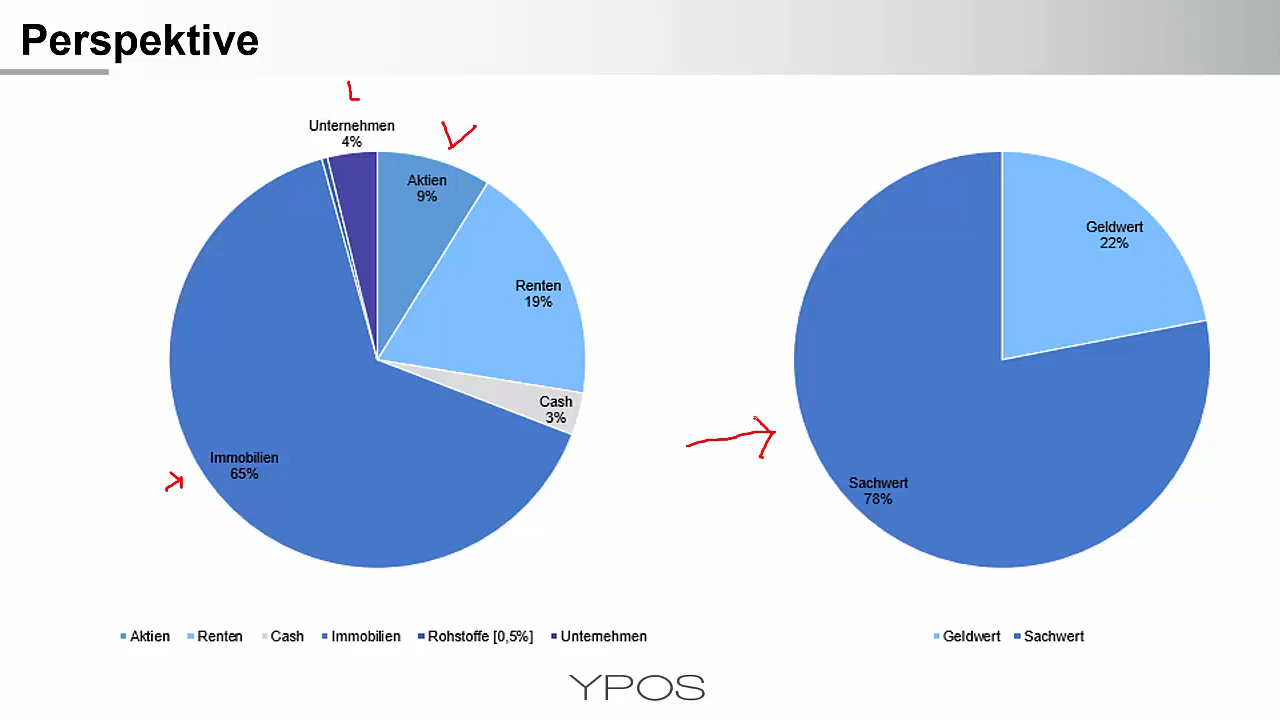 Perspektive
Unternehmen
4%
Aktien
9%
Renten
19%
Cash
3%
Immobilien
65%
Geldwert
22%
Sachwert
78%
Aktien Renten Cash Immobilien Rohstoffe [0,5%] Unternehmen
Geldwert Sachwert
YPOS